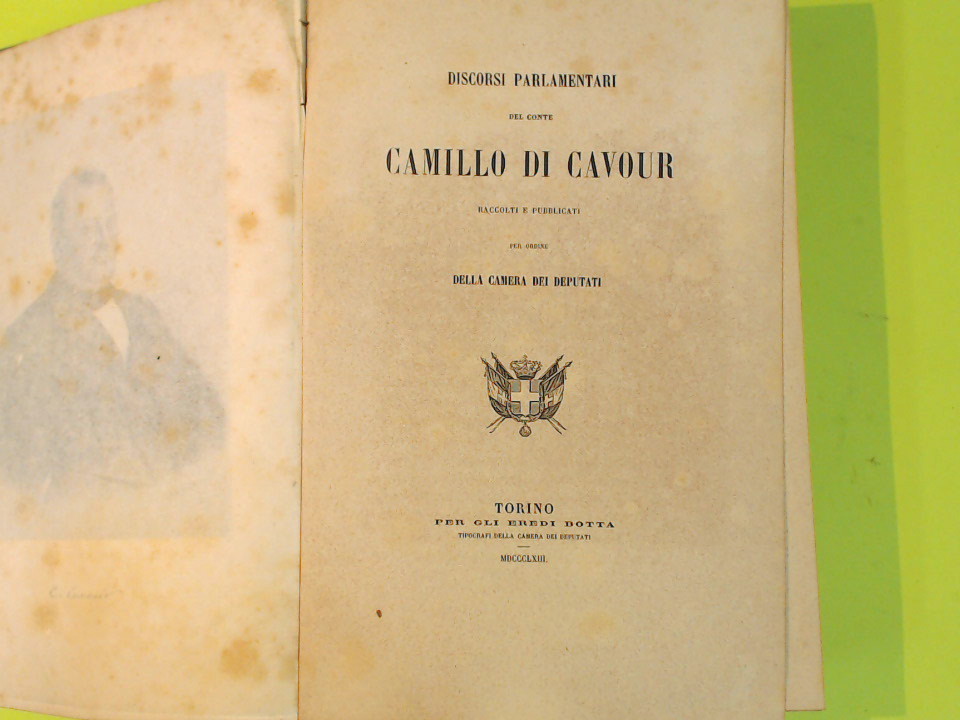 DISCORSI PARLAMENTARI
DEL CONTE
CAMILLO DI CAVOUR
RACCOLTI E PUBBLICATI
PER ORDINE
DELLA CAMERA DEI DEPUTATI
TORINO
PER GLI EREDI BOTTA
TIPOGRAFI DELLA CAMERA DEI DEPUTATI
MDCCCLXIII.